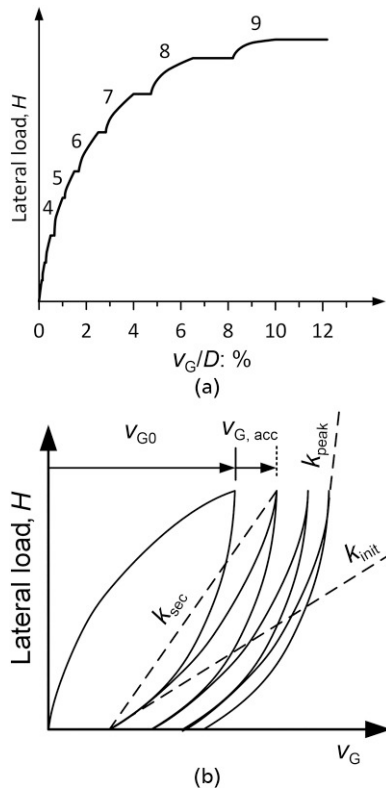 Lateral load, H
4
5
6
7
8
9
0 2 4 6 8 10 12
vG/D: %
(a)
vG0
vG, acc
kpeak
kinit
ksec
Lateral load, H
vG
(b)